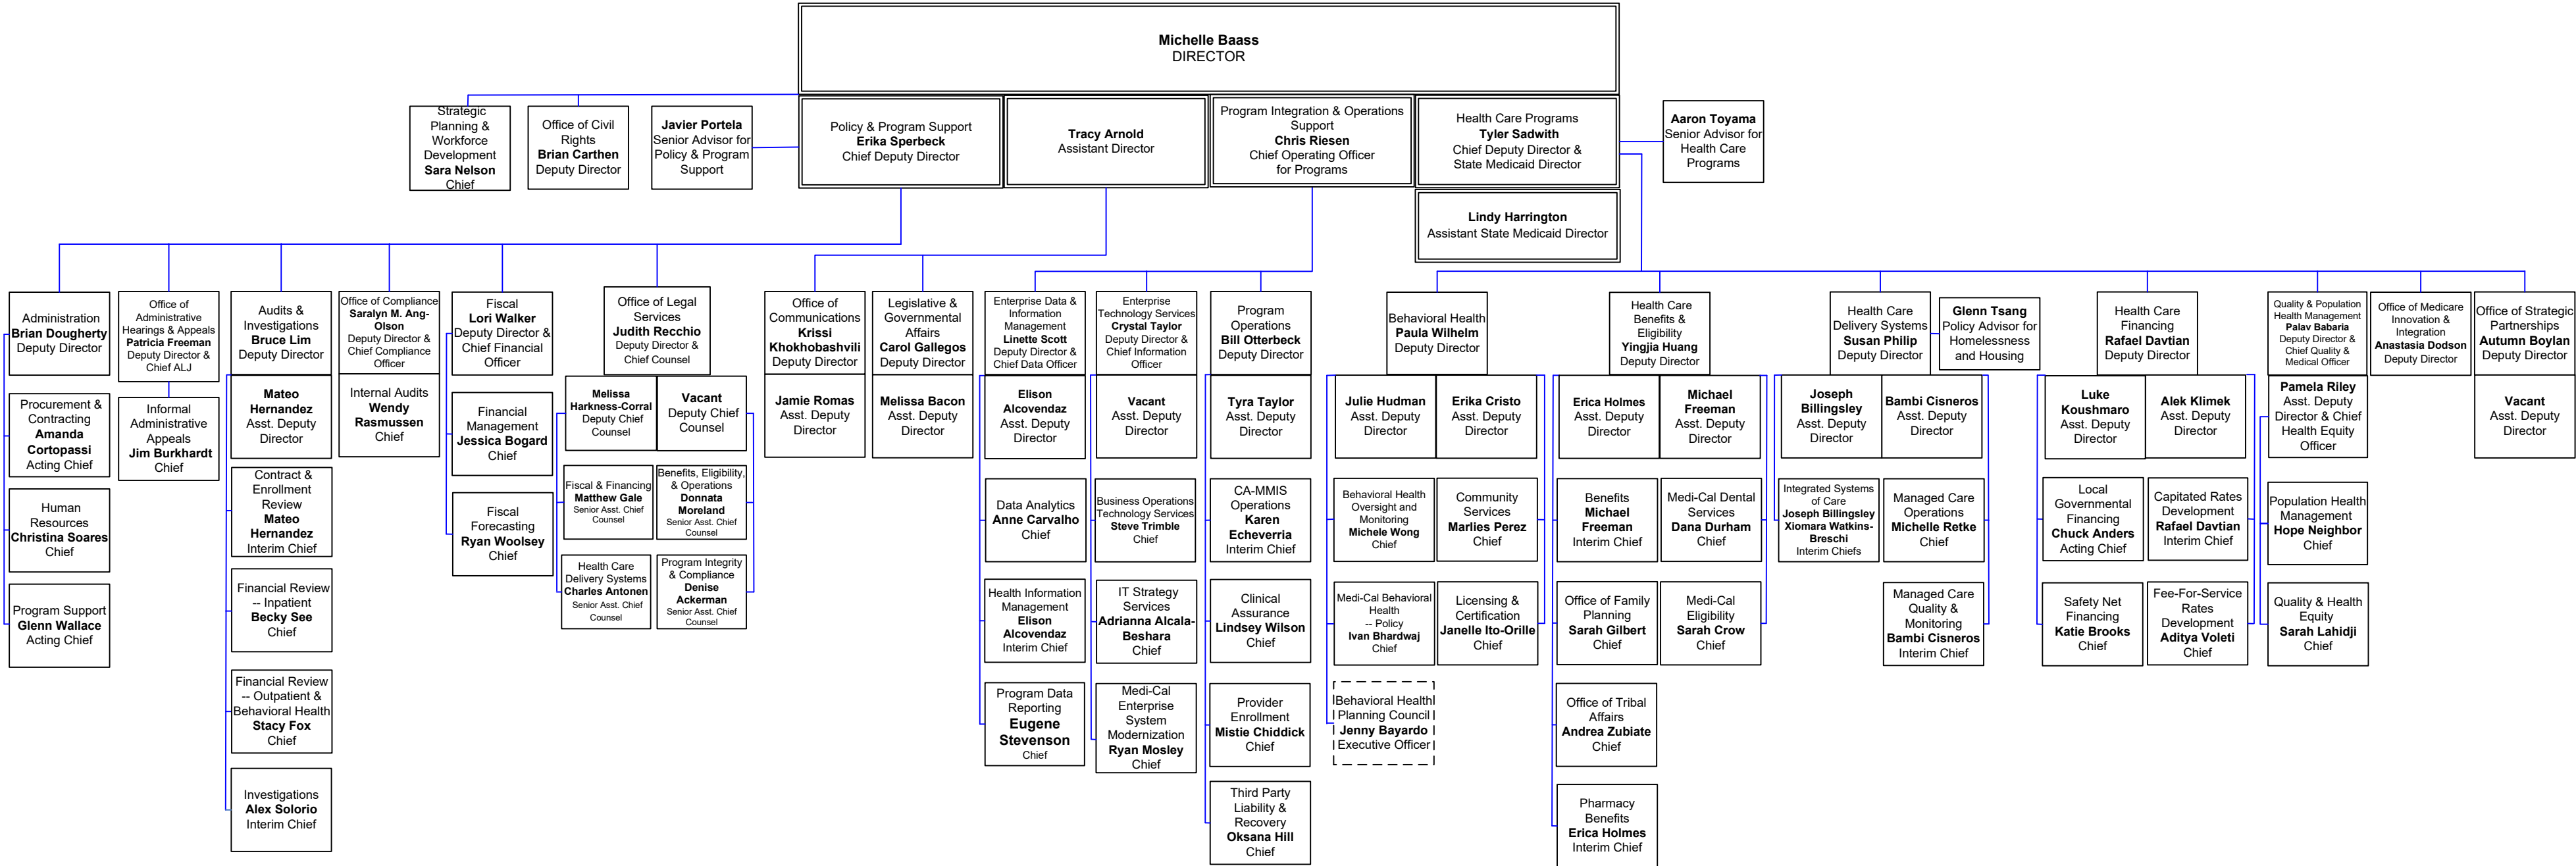 Michelle Baass
DIRECTOR
Strategic
Planning &
Workforce
Development
Sara Nelson
Chief
Office of Civil
Rights
Brian Carthen
Deputy Director
Javier Portela
Senior Advisor for
Policy & Program
Support
Policy & Program Support
Erika Sperbeck
Chief Deputy Director
Tracy Arnold
Assistant Director
Program Integration & Operations
Support
Chris Riesen
Chief Operating Officer
for Programs
Health Care Programs
Tyler Sadwith
Chief Deputy Director &
State Medicaid Director
Aaron Toyama
Senior Advisor for
Health Care
Programs
Lindy Harrington
Assistant State Medicaid Director
Administration
Brian Dougherty
Deputy Director
Procurement &
Contracting
Amanda
Cortopassi
Acting Chief
Human
Resources
Christina Soares
Chief
Program Support
Glenn Wallace
Acting Chief
Office of
Administrative
Hearings & Appeals
Patricia Freeman
Deputy Director &
Chief ALJ
Informal
Administrative
Appeals
Jim Burkhardt
Chief
Audits &
Investigations
Bruce Lim
Deputy Director
Mateo
Hernandez
Asst. Deputy
Director
Contract &
Enrollment
Review
Mateo
Hernandez
Interim Chief
Financial Review
-- Inpatient
Becky See
Chief
Financial Review
-- Outpatient &
Behavioral Health
Stacy Fox
Chief
Investigations
Alex Solorio
Interim Chief
Office of Compliance
Saralyn M. Ang-
Olson
Deputy Director &
Chief Compliance
Officer
Internal Audits
Wendy
Rasmussen
Chief
Fiscal
Lori Walker
Deputy Director &
Chief Financial
Officer
Financial
Management
Jessica Bogard
Chief
Fiscal
Forecasting
Ryan Woolsey
Chief
Office of Legal
Services
Judith Recchio
Deputy Director &
Chief Counsel
Melissa
Harkness-Corral
Deputy Chief
Counsel
Vacant
Deputy Chief
Counsel
Fiscal & Financing
Matthew Gale
Senior Asst. Chief
Counsel
Benefits, Eligibility,
& Operations
Donnata
Moreland
Senior Asst. Chief
Counsel
Health Care
Delivery Systems
Charles Antonen
Senior Asst. Chief
Counsel
Program Integrity
& Compliance
Denise
Ackerman
Senior Asst. Chief
Counsel
Office of
Communications
Krissi
Khokhobashvili
Deputy Director
Jamie Romas
Asst. Deputy
Director
Legislative &
Governmental
Affairs
Carol Gallegos
Deputy Director
Melissa Bacon
Asst. Deputy
Director
Enterprise Data &
Information
Management
Linette Scott
Deputy Director &
Chief Data Officer
Elison
Alcovendaz
Asst. Deputy
Director
Data Analytics
Anne Carvalho
Chief
Health Information
Management
Elison
Alcovendaz
Interim Chief
Program Data
Reporting
Eugene
Stevenson
Chief
Enterprise
Technology Services
Crystal Taylor
Deputy Director &
Chief Information
Officer
Vacant
Asst. Deputy
Director
Business Operations
Technology Services
Steve Trimble
Chief
IT Strategy
Services
Adrianna Alcala-
Beshara
Chief
Medi-Cal
Enterprise
System
Modernization
Ryan Mosley
Chief
Program
Operations
Bill Otterbeck
Deputy Director
Tyra Taylor
Asst. Deputy
Director
CA-MMIS
Operations
Karen
Echeverria
Interim Chief
Clinical
Assurance
Lindsey Wilson
Chief
Provider
Enrollment
Mistie Chiddick
Chief
Third Party
Liability &
Recovery
Oksana Hill
Chief
Behavioral Health
Paula Wilhelm
Deputy Director
Julie Hudman
Asst. Deputy
Director
Erika Cristo
Asst. Deputy
Director
Behavioral Health
Oversight and
Monitoring
Michele Wong
Chief
Community
Services
Marlies Perez
Chief
Medi-Cal Behavioral
Health
-- Policy
Ivan Bhardwaj
Chief
Licensing &
Certification
Janelle Ito-Orille
Chief
Behavioral Health
Planning Council
Jenny Bayardo
Executive Officer
Health Care
Benefits &
Eligibility
Yingjia Huang
Deputy Director
Erica Holmes
Asst. Deputy
Director
Michael
Freeman
Asst. Deputy
Director
Benefits
Michael
Freeman
Interim Chief
Medi-Cal Dental
Services
Dana Durham
Chief
Office of Family
Planning
Sarah Gilbert
Chief
Medi-Cal
Eligibility
Sarah Crow
Chief
Office of Tribal
Affairs
Andrea Zubiate
Chief
Pharmacy
Benefits
Erica Holmes
Interim Chief
Health Care
Delivery Systems
Susan Philip
Deputy Director
Glenn Tsang
Policy Advisor for
Homelessness
and Housing
Joseph
Billingsley
Asst. Deputy
Director
Bambi Cisneros
Asst. Deputy
Director
Integrated Systems
of Care
Joseph Billingsley
Xiomara Watkins-
Breschi
Interim Chiefs
Managed Care
Operations
Michelle Retke
Chief
Managed Care
Quality &
Monitoring
Bambi Cisneros
Interim Chief
Health Care
Financing
Rafael Davtian
Deputy Director
Luke
Koushmaro
Asst. Deputy
Director
Alek Klimek
Asst. Deputy
Director
Local
Governmental
Financing
Chuck Anders
Acting Chief
Capitated Rates
Development
Rafael Davtian
Interim Chief
Safety Net
Financing
Katie Brooks
Chief
Fee-For-Service
Rates
Development
Aditya Voleti
Chief
Quality & Population
Health Management
Palav Babaria
Deputy Director &
Chief Quality &
Medical Officer
Pamela Riley
Asst. Deputy
Director & Chief
Health Equity
Officer
Population Health
Management
Hope Neighbor
Chief
Quality & Health
Equity
Sarah Lahidji
Chief
Office of Medicare
Innovation &
Integration
Anastasia Dodson
Deputy Director
Office of Strategic
Partnerships
Autumn Boylan
Deputy Director
Vacant
Asst. Deputy
Director